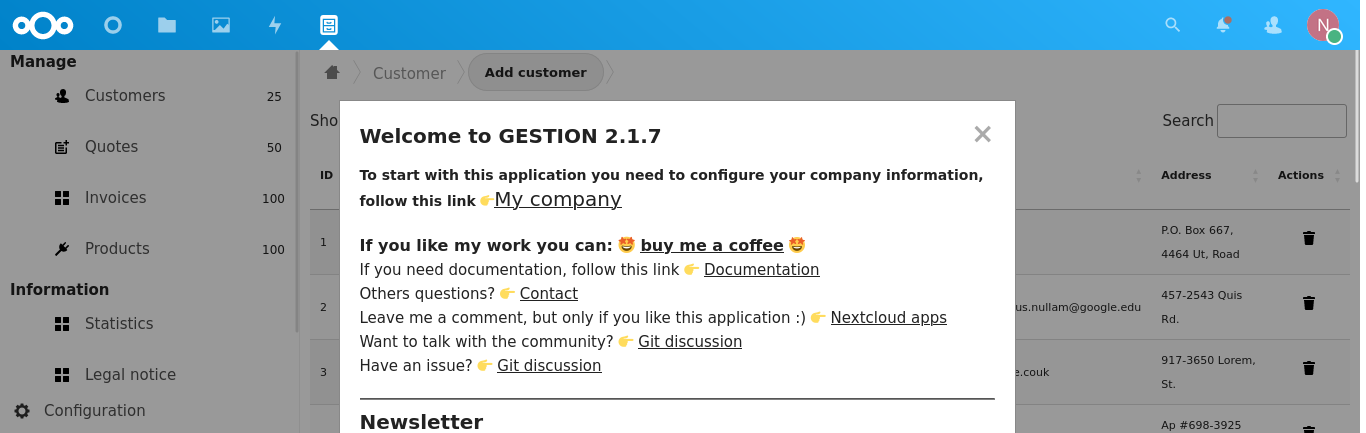 N
Manage
Customers 25
Quotes 50
Invoices 100
Products 100
Information
Statistics
Legal notice
Configuration
Customer
Add customer
Sho
Search
ID
Address
Actions
1
P.O. Box 667,
4464 Ut, Road
2
us.nullam@google.edu
457-2543 Quis
Rd.
3
e.couk
917-3650 Lorem,
St.
Ap #698-3925
Welcome to GESTION 2.1.7
To start with this application you need to configure your company information,
follow this link 👉My company
If you like my work you can: 🤩 buy me a coffee 🤩
If you need documentation, follow this link 👉 Documentation
Others questions? 👉 Contact
Leave me a comment, but only if you like this application :) 👉 Nextcloud apps
Want to talk with the community? 👉 Git discussion
Have an issue? 👉 Git discussion
Newsletter